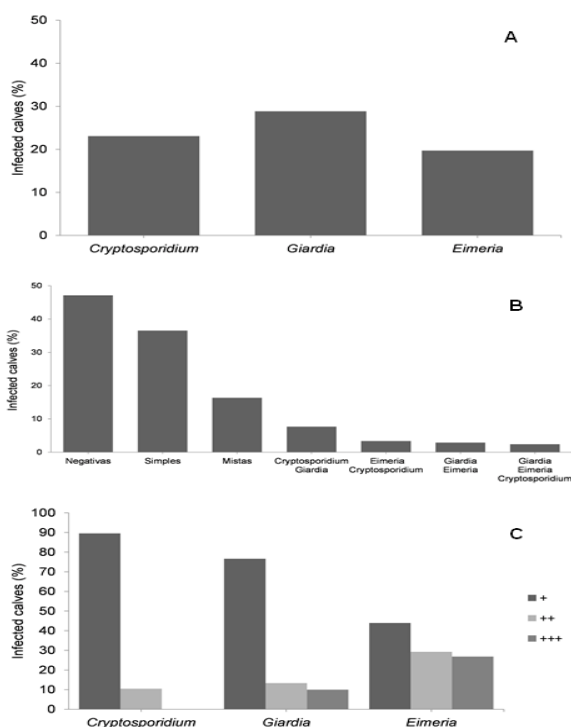 A
Infected calves (%)
50
40
30
20
10
0
Cryptosporidium Giardia Eimeria
B
Infected calves (%)
50
40
30
20
10
0
Negativas Simples Mistas Cryptosporidium Eimeria Giardia Giardia
Giardia Cryptosporidium Eimeria Eimeria
Cryptosporidium
C
Infected calves (%)
100
90
80
70
60
50
40
30
20
10
0
+
++
+++
Cryptosporidium Giardia Eimeria